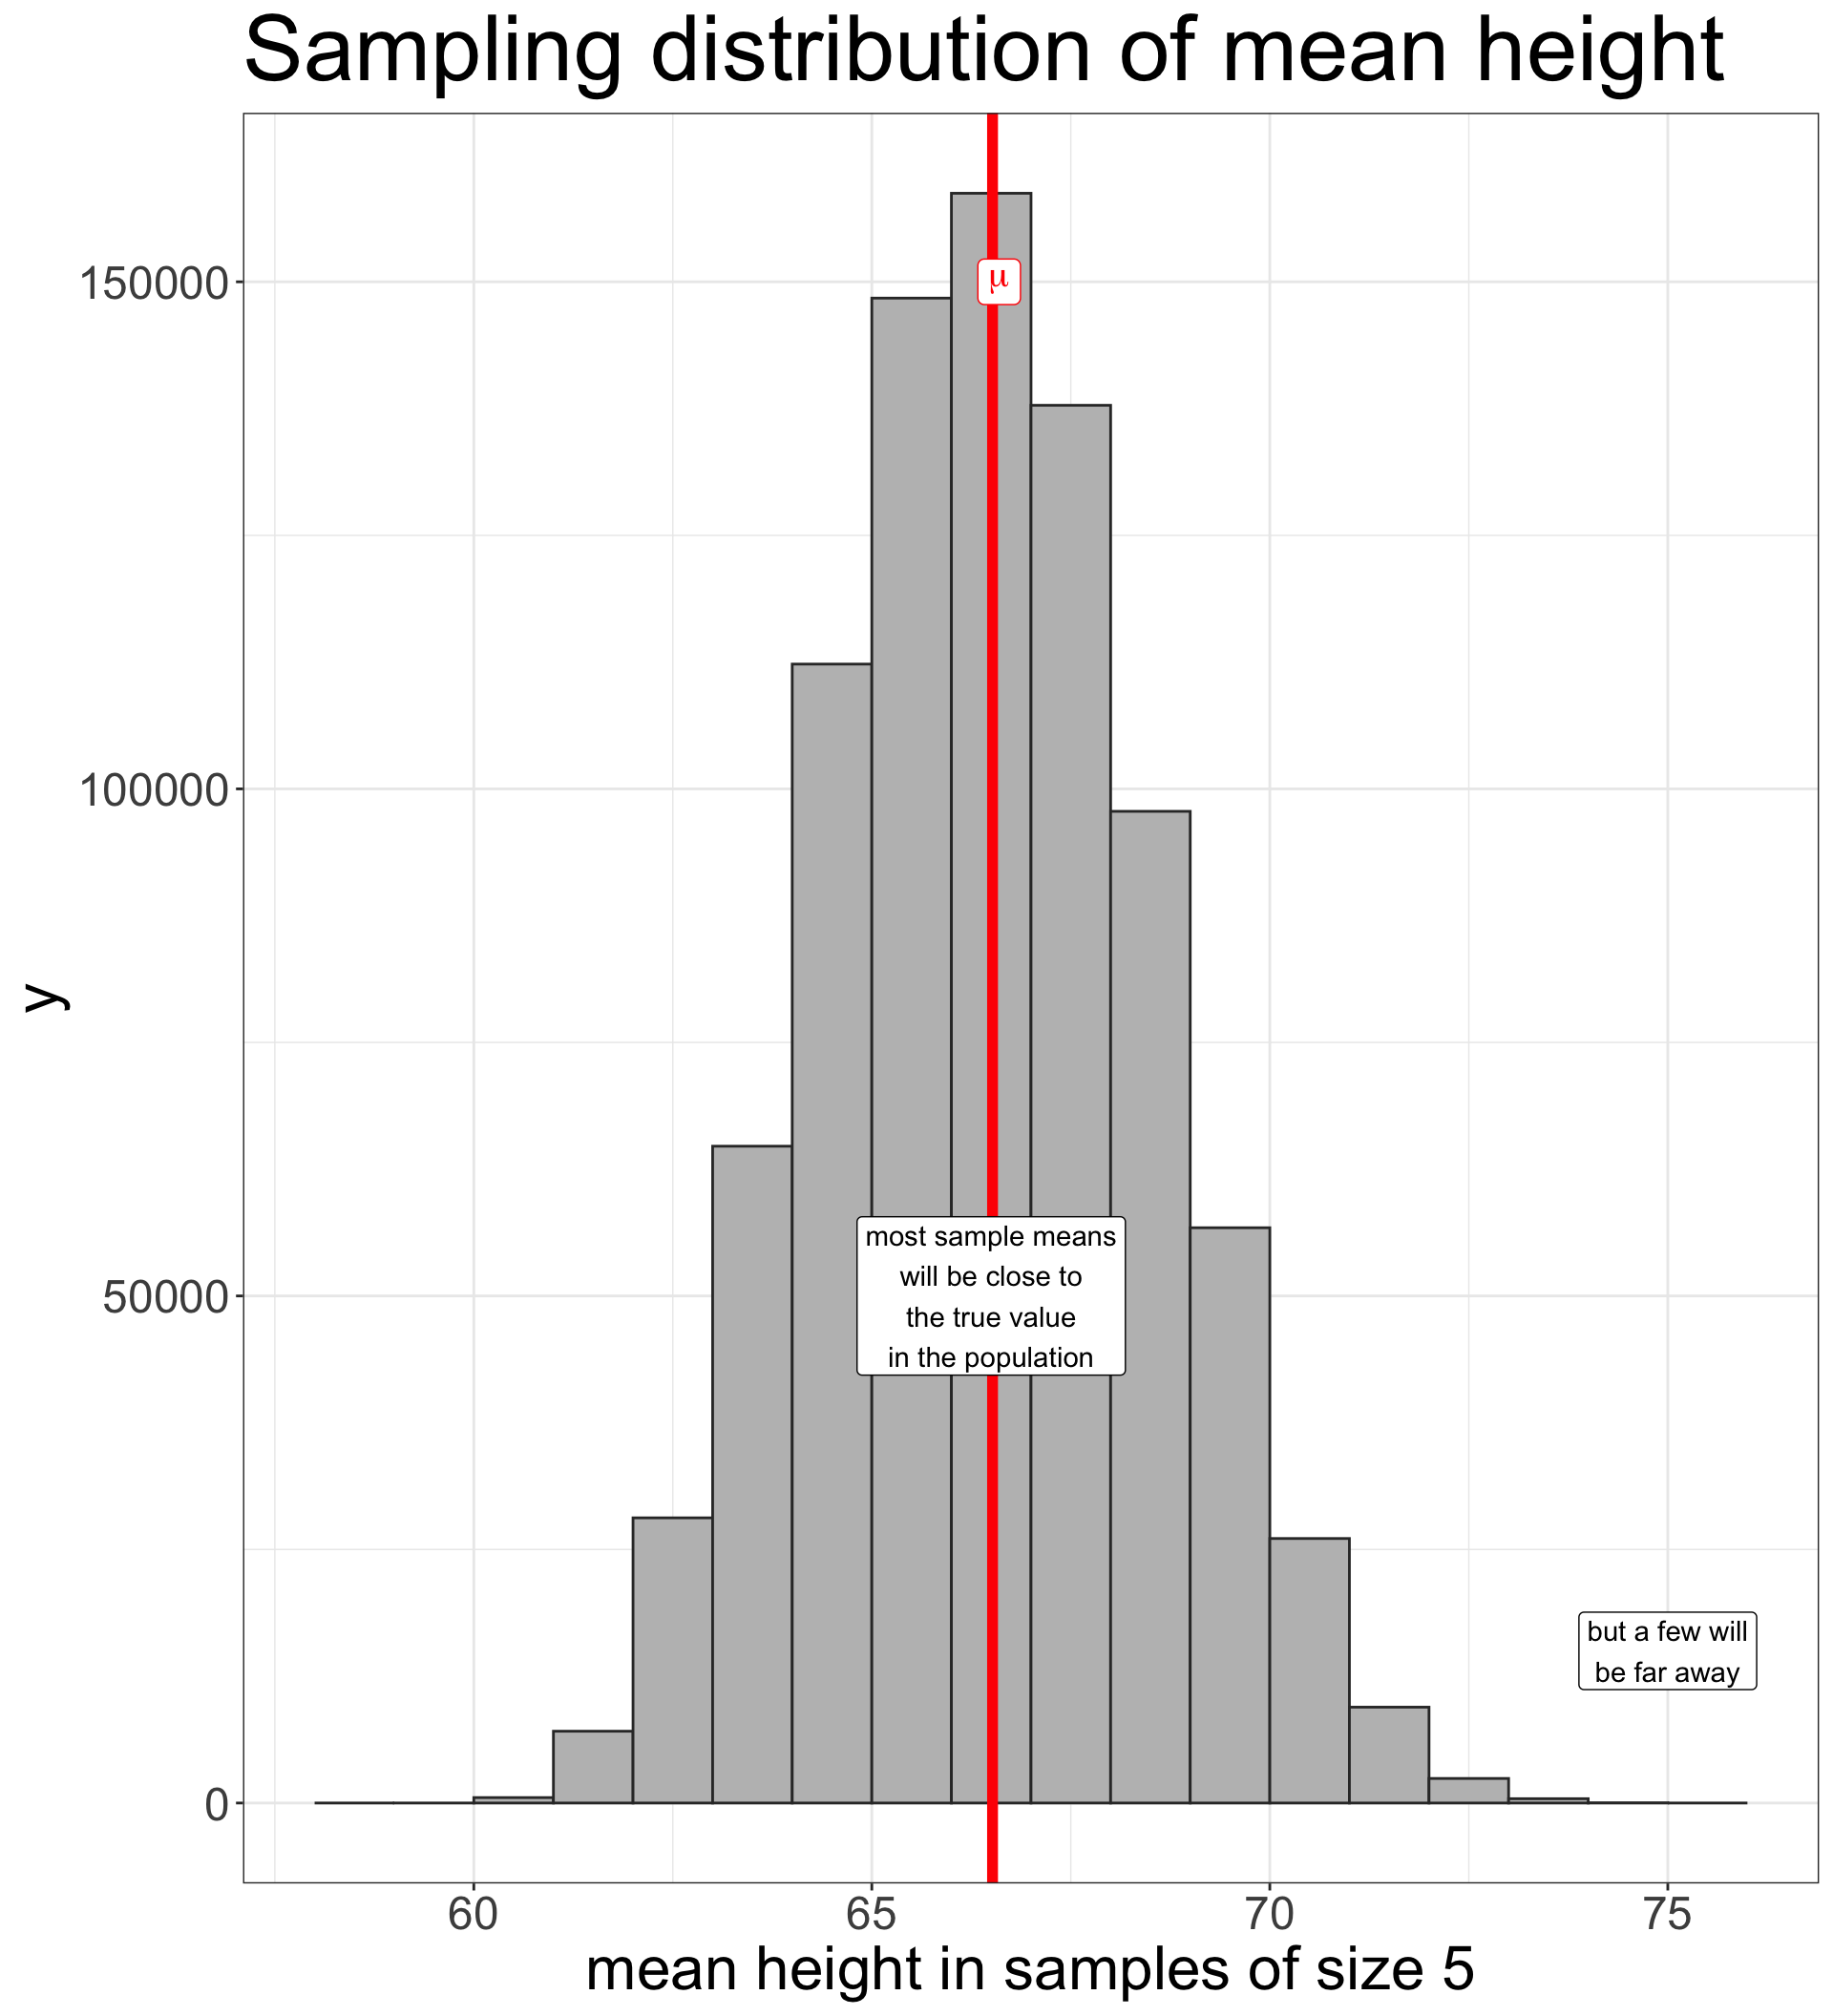 Sampling distribution of mean height
150000
100000
50000
0
y
μ
most sample means
will be close to
the true value
in the population
but a few will
be far away
60 65 70 75
mean height in samples of size 5